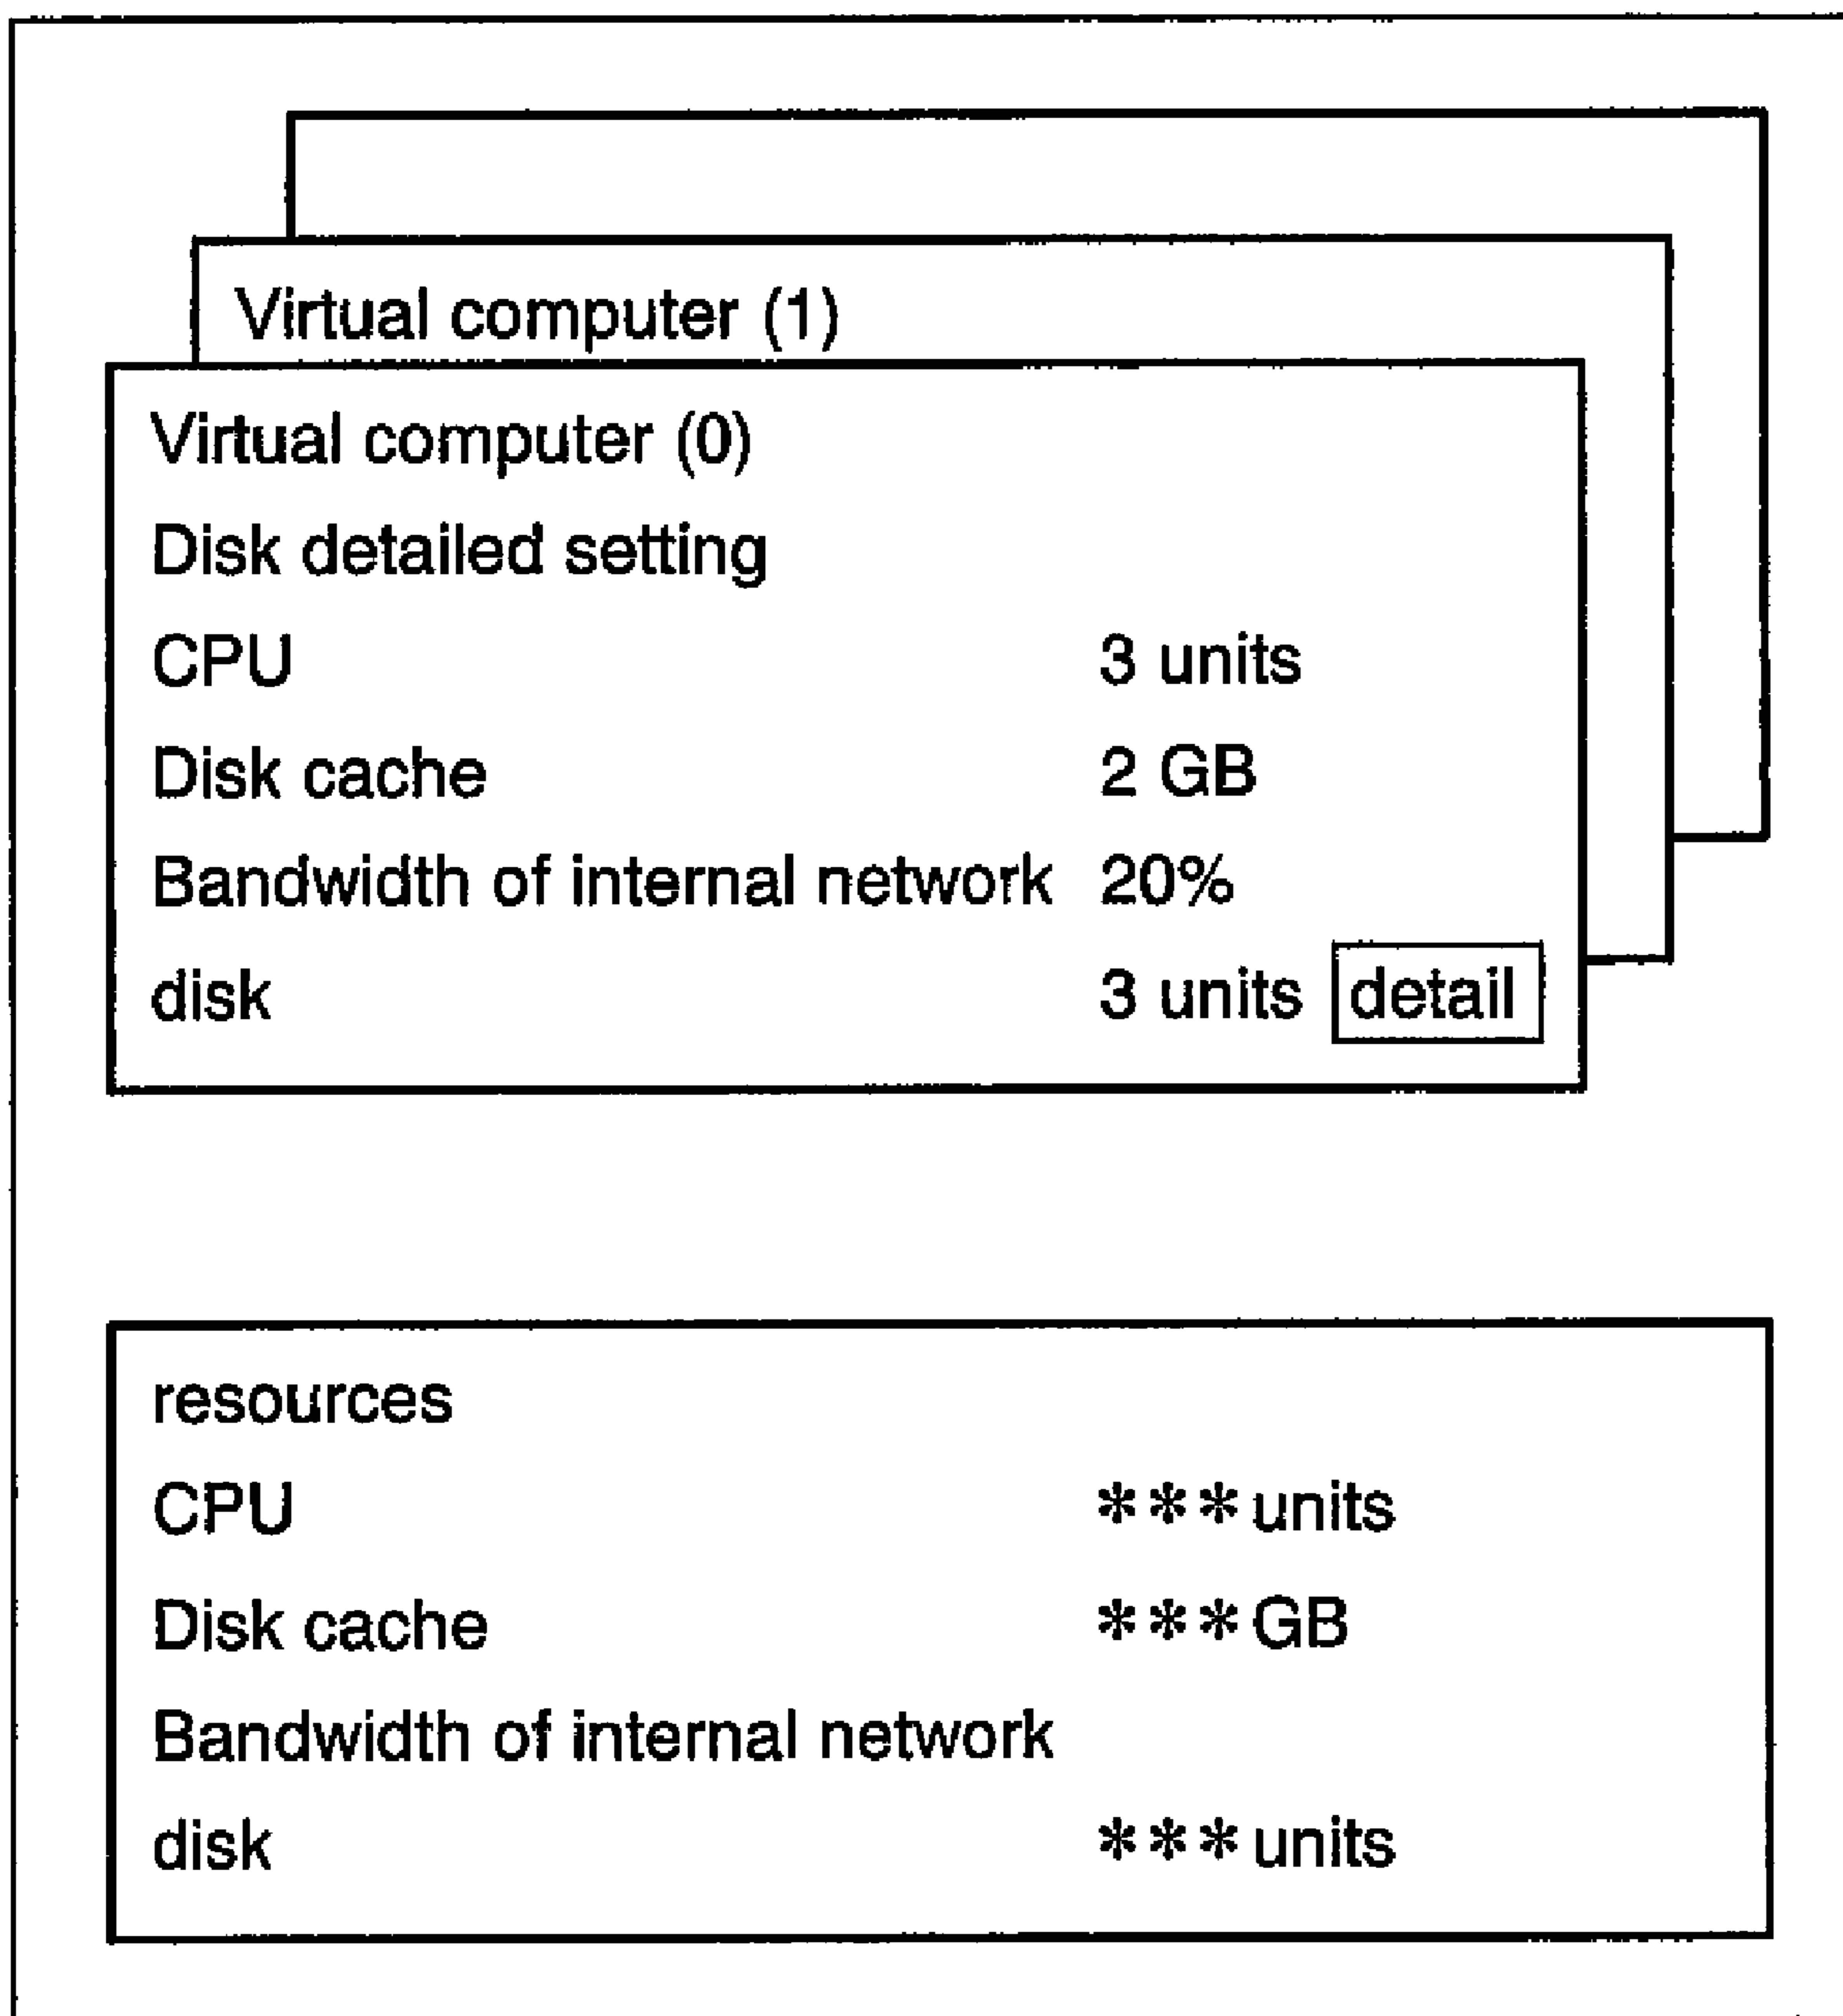 Virtual computer (1)
Virtual computer (0)
Disk detailed setting
CPU 3 units
Disk cache 2 GB
Bandwidth of internal network 20%
disk 3 units detail
resources
CPU ***units
Disk cache ***GB
Bandwidth of internal network
disk ***units